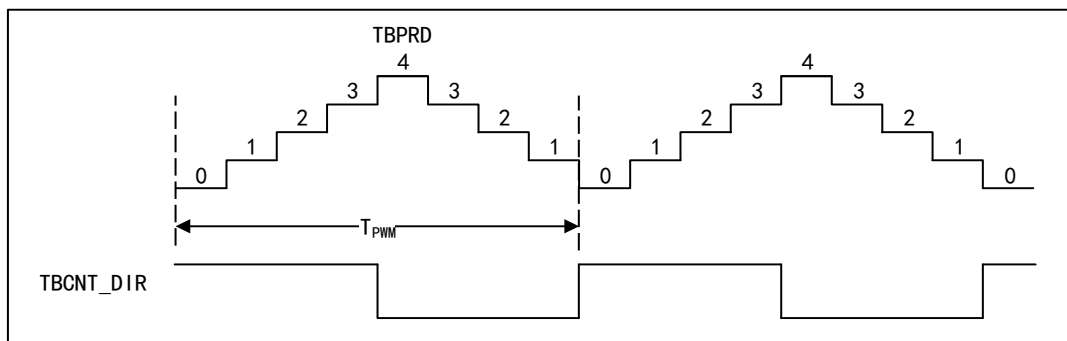 TBPRD
4 4
3 3 3 3
2 2 2 2
1 1 1 1
0 0 0
TPWM
TBCNT_DIR